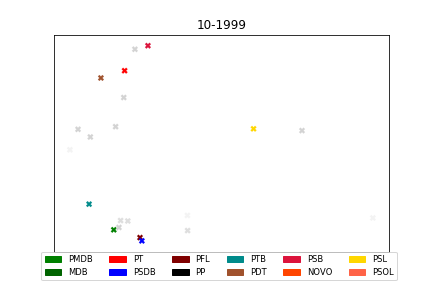 10-1999
PMDB PT PFL PTB PSB PSL
MDB PSDB PP PDT NOVO PSOL